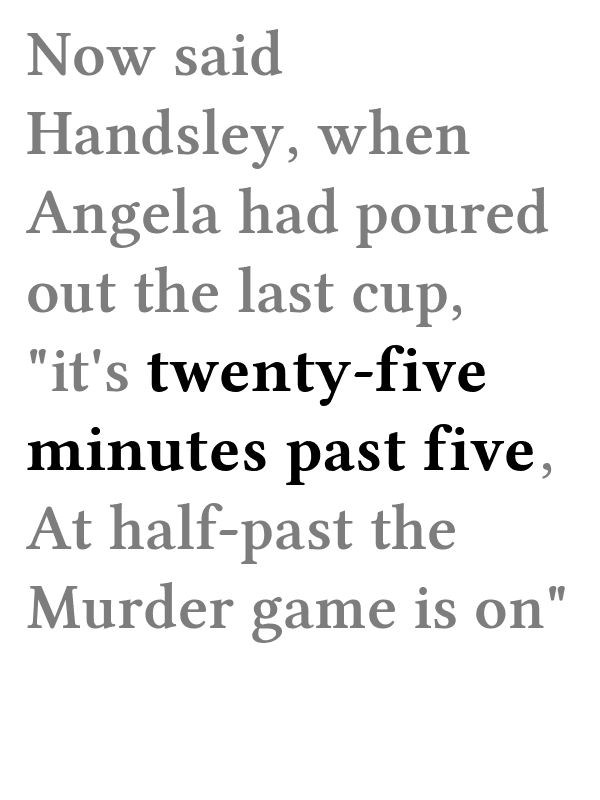 Now said
Handsley, when
Angela had poured
out the last cup,
"it's twenty-five
minutes past five,
At half-past the
Murder game is on"